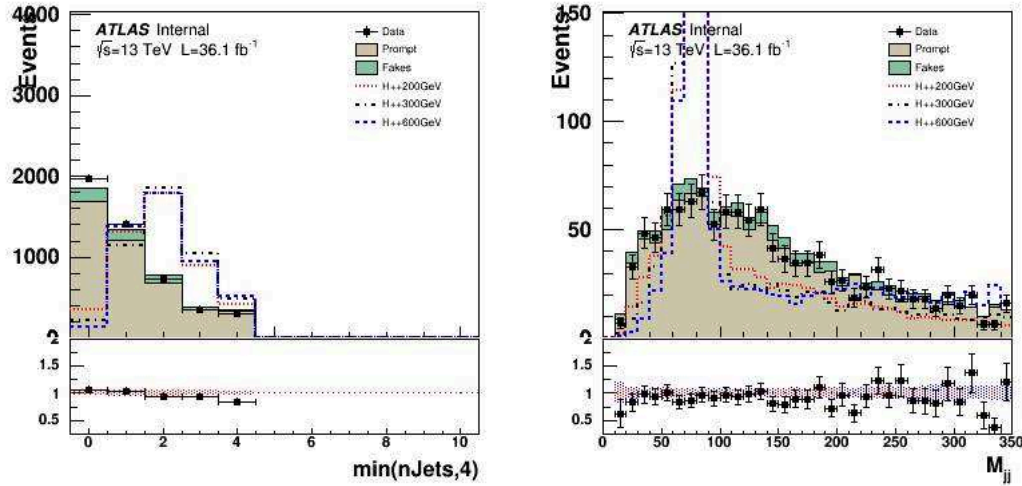 4000
3000
2000
1000
0
Events
ATLAS Internal
√s=13 TeV L=36.1 fb⁻¹
Data
Prompt
Fakes
H++200GeV
H++300GeV
H++600GeV
2
1.5
1
0.5
0 2 4 6 8 10
min(nJets,4)
150
100
50
0
Events
ATLAS Internal
√s=13 TeV L=36.1 fb⁻¹
Data
Prompt
Fakes
H++200GeV
H++300GeV
H++600GeV
2
1.5
1
0.5
0 50 100 150 200 250 300 350
M_jj